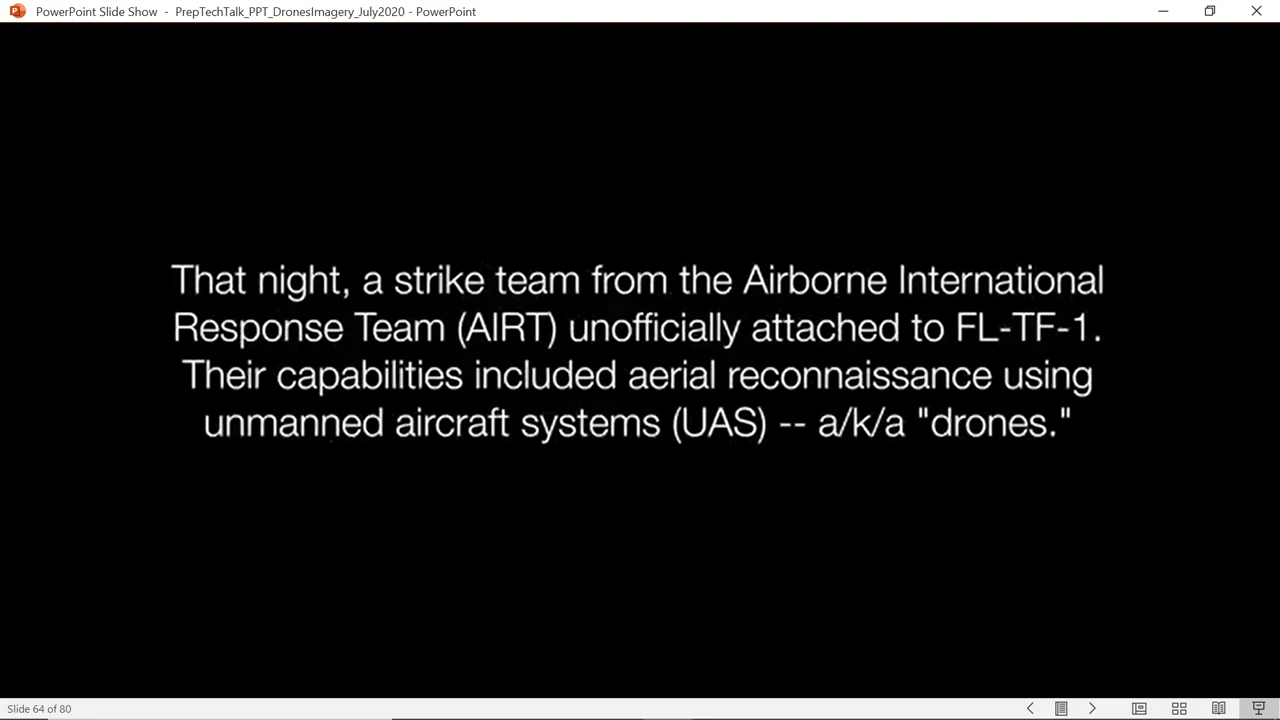 PowerPoint Slide Show - PrepTechTalk_PPT_DronesImagery_July2020 - PowerPoint
That night, a strike team from the Airborne International
Response Team (AIRT) unofficially attached to FL-TF-1.
Their capabilities included aerial reconnaissance using
unmanned aircraft systems (UAS) -- a/k/a "drones."
Slide 64 of 80